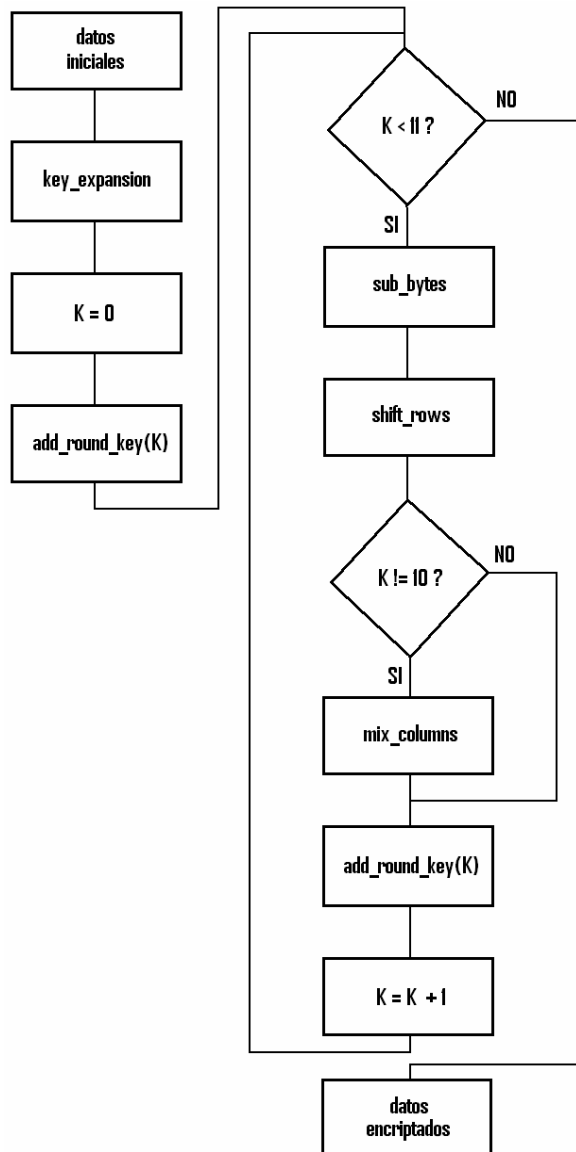 datos
iniciales
key_expansion
K = 0
add_round_key(K)
K < 11 ?
NO
SI
sub_bytes
shift_rows
K != 10 ?
NO
SI
mix_columns
add_round_key(K)
K = K + 1
datos
encriptados